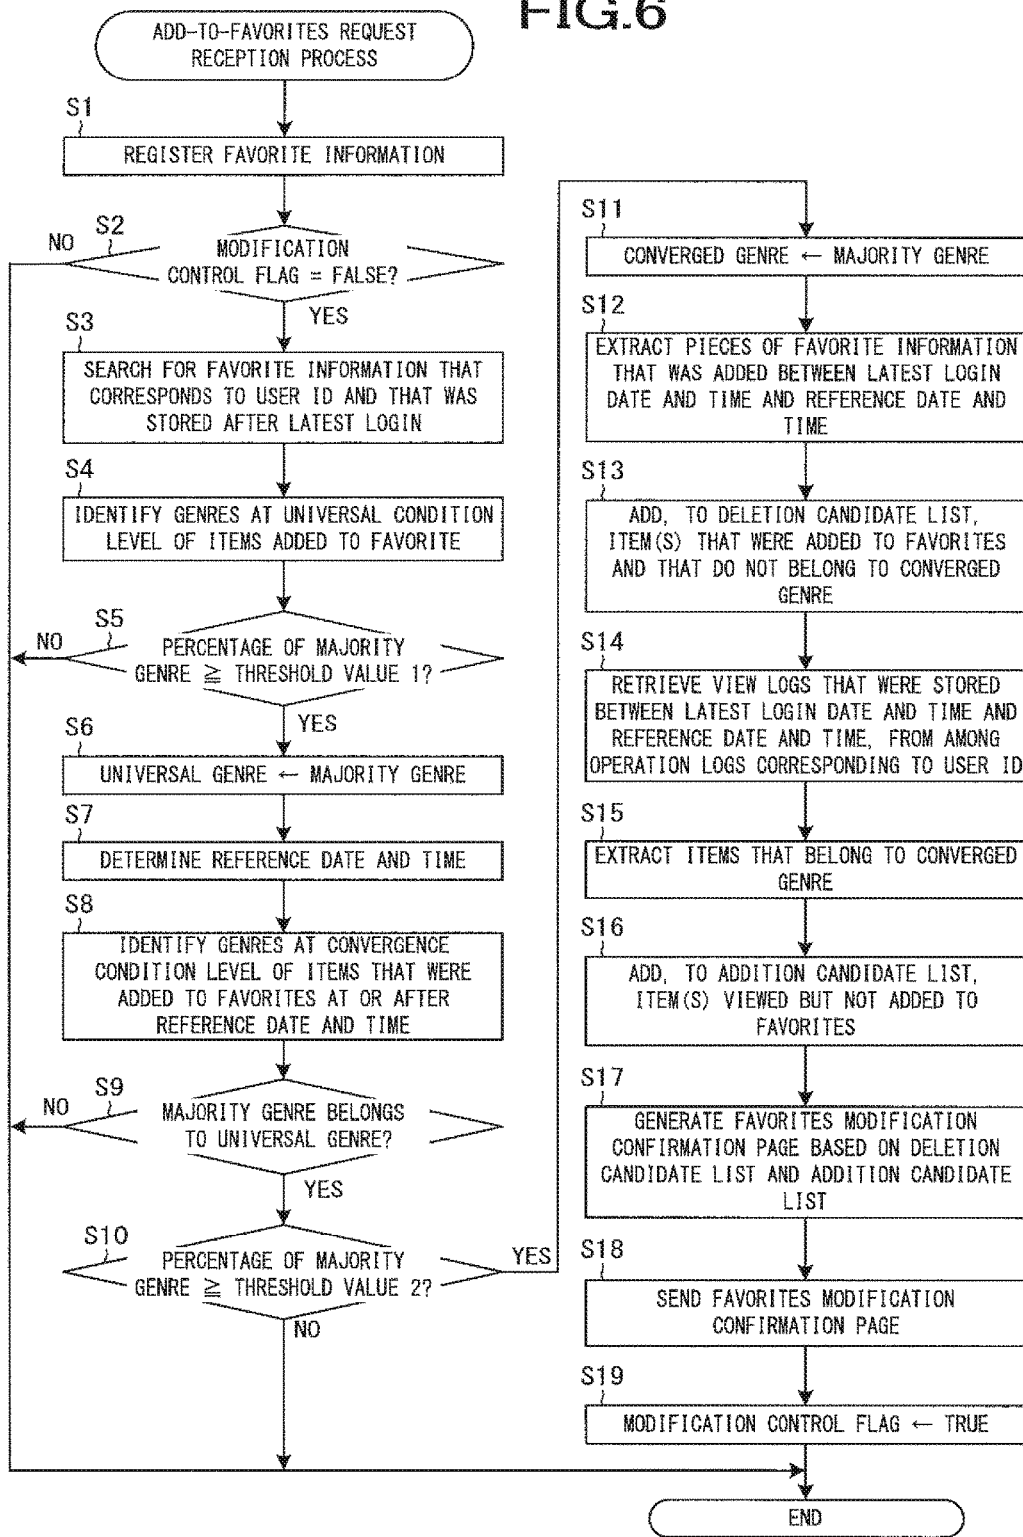 FIG.6
ADD-TO-FAVORITES REQUEST
RECEPTION PROCESS
S1
REGISTER FAVORITE INFORMATION
S2
NO
MODIFICATION
CONTROL FLAG = FALSE?
YES
S3
SEARCH FOR FAVORITE INFORMATION THAT
CORRESPONDS TO USER ID AND THAT WAS
STORED AFTER LATEST LOGIN
S4
IDENTIFY GENRES AT UNIVERSAL CONDITION
LEVEL OF ITEMS ADDED TO FAVORITE
S5
NO
PERCENTAGE OF MAJORITY
GENRE ≧ THRESHOLD VALUE 1?
YES
S6
UNIVERSAL GENRE ← MAJORITY GENRE
S7
DETERMINE REFERENCE DATE AND TIME
S8
IDENTIFY GENRES AT CONVERGENCE
CONDITION LEVEL OF ITEMS THAT WERE
ADDED TO FAVORITES AT OR AFTER
REFERENCE DATE AND TIME
S9
NO
MAJORITY GENRE BELONGS
TO UNIVERSAL GENRE?
YES
S10
PERCENTAGE OF MAJORITY
GENRE ≧ THRESHOLD VALUE 2?
YES
NO
S11
CONVERGED GENRE ← MAJORITY GENRE
S12
EXTRACT PIECES OF FAVORITE INFORMATION
THAT WAS ADDED BETWEEN LATEST LOGIN
DATE AND TIME AND REFERENCE DATE AND
TIME
S13
ADD, TO DELETION CANDIDATE LIST,
ITEM(S) THAT WERE ADDED TO FAVORITES
AND THAT DO NOT BELONG TO CONVERGED
GENRE
S14
RETRIEVE VIEW LOGS THAT WERE STORED
BETWEEN LATEST LOGIN DATE AND TIME AND
REFERENCE DATE AND TIME, FROM AMONG
OPERATION LOGS CORRESPONDING TO USER ID
S15
EXTRACT ITEMS THAT BELONG TO CONVERGED
GENRE
S16
ADD, TO ADDITION CANDIDATE LIST,
ITEM(S) VIEWED BUT NOT ADDED TO
FAVORITES
S17
GENERATE FAVORITES MODIFICATION
CONFIRMATION PAGE BASED ON DELETION
CANDIDATE LIST AND ADDITION CANDIDATE
LIST
S18
SEND FAVORITES MODIFICATION
CONFIRMATION PAGE
S19
MODIFICATION CONTROL FLAG ← TRUE
END